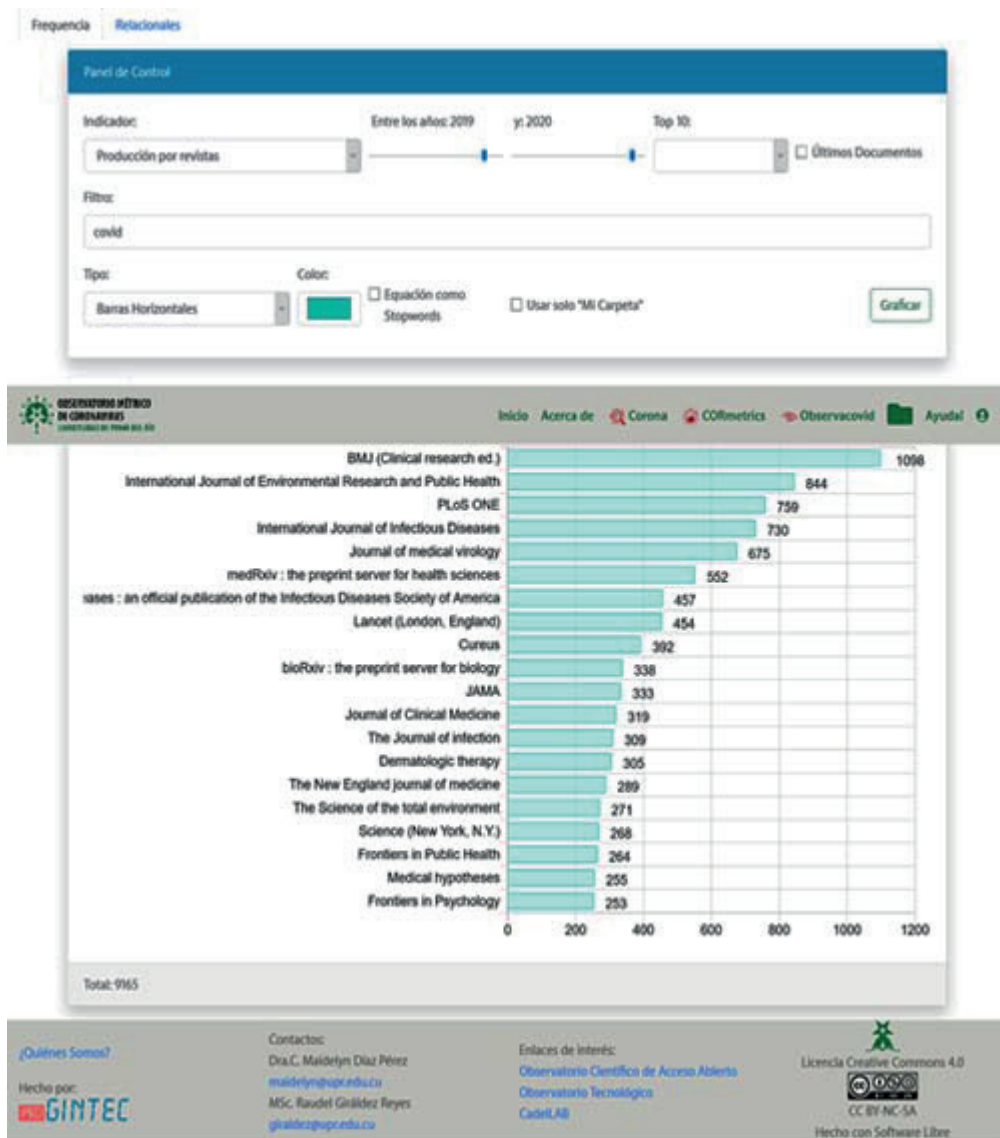 Frequencia Relacionales
Panel de Control
Indicador: Entre los años: 2019 y: 2020 Top 10:
Producción por revistas Últimos Documentos
Filtro:
covid
Tipo: Color:
Barras Horizontales Equación como Stopwords Usar solo "Mi Carpeta" Graficar
OBSERVATORIO MÉTRICO
DE CORONAVIRUS
Inicio Acerca de Corona CORmetrics Observacovid Ayuda!
BMJ (Clinical research ed.) 1098
International Journal of Environmental Research and Public Health 844
PLoS ONE 759
International Journal of Infectious Diseases 730
Journal of medical virology 675
medRxiv : the preprint server for health sciences 552
sases : an official publication of the Infectious Diseases Society of America 457
Lancet (London, England) 454
Cureus 392
bioRxiv : the preprint server for biology 338
JAMA 333
Journal of Clinical Medicine 319
The Journal of infection 309
Dermatologic therapy 305
The New England journal of medicine 289
The Science of the total environment 271
Science (New York, N.Y.) 268
Frontiers in Public Health 264
Medical hypotheses 255
Frontiers in Psychology 253
0 200 400 600 800 1000 1200
Total: 9165
¿Quiénes Somos?
Hecho por:
GINTEC
Contactos:
Dra.C. Maidelyn Díaz Pérez
maidelyn@upr.edu.cu
MSc. Raudel Giráldez Reyes
giraldez@upr.edu.cu
Enlaces de interés:
Observatorio Científico de Acceso Abierto
Observatorio Tecnológico
CadeiLAB
Licencia Creative Commons 4.0
CC BY-NC-SA
Hecho con Software Libre